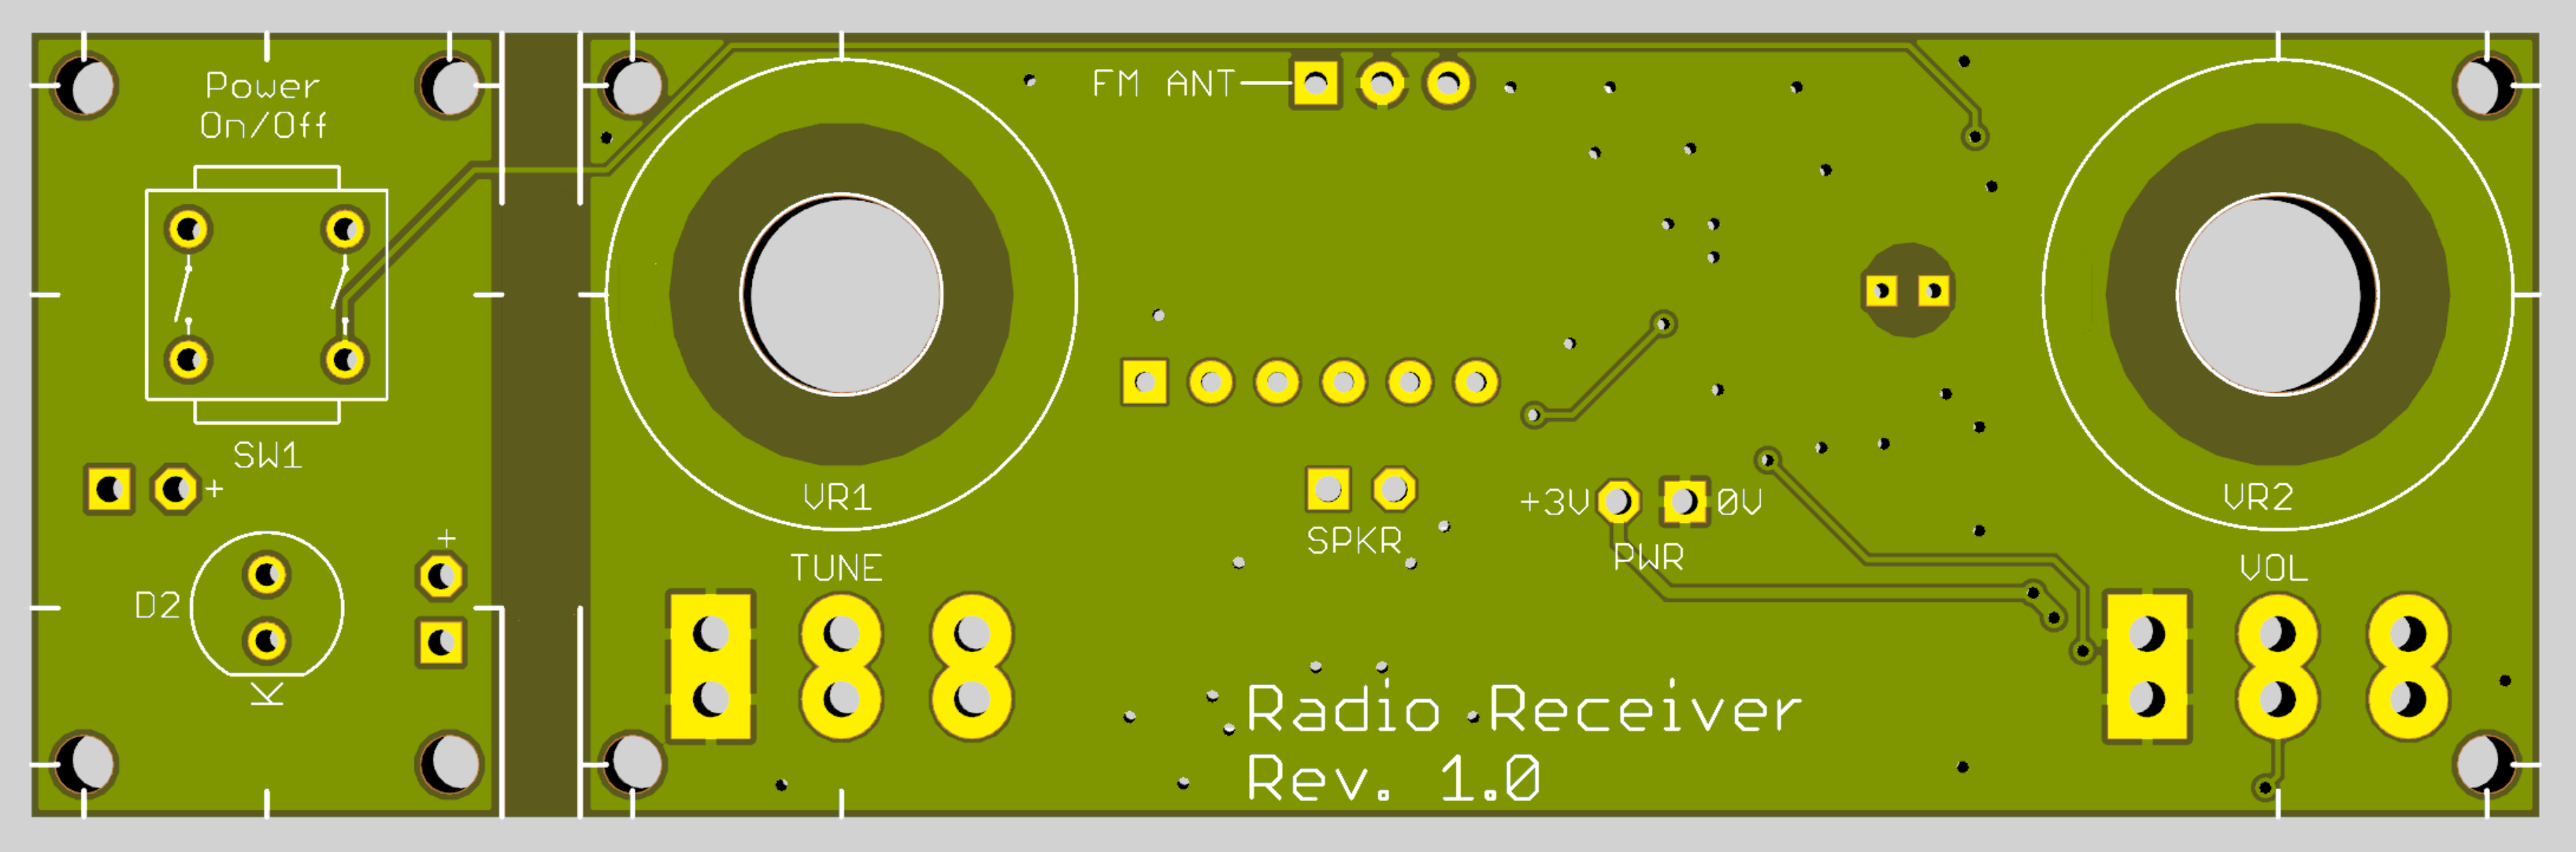 Power
On/Off
FM ANT
SW1
+
VR1
+3V
0V
VR2
SPKR
PWR
+
TUNE
VOL
D2
K
Radio Receiver
Rev. 1.0